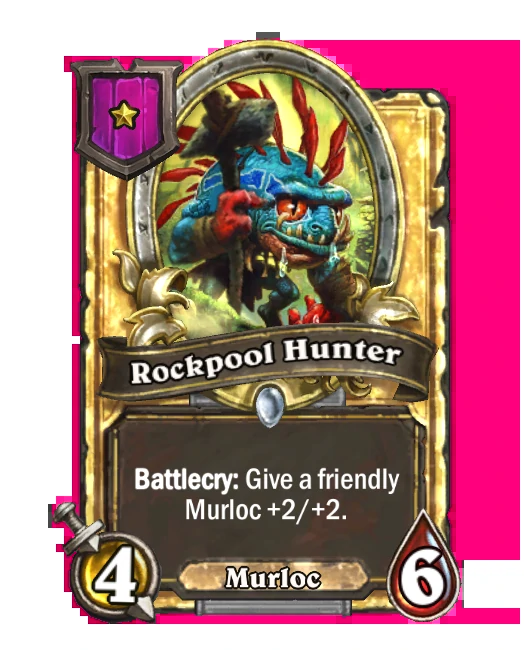 Rockpool Hunter
Battlecry: Give a friendly
Murloc +2/+2.
4
Murloc
6